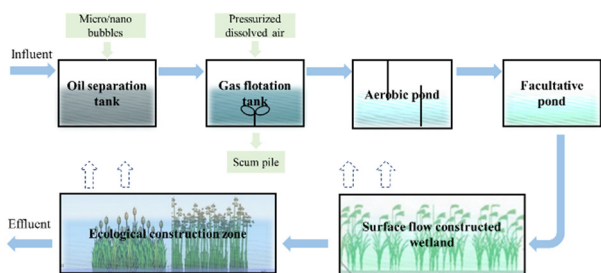 Micro/nano
bubbles
Pressurized
dissolved air
Influent
Oil separation
tank
Gas flotation
tank
Aerobic pond
Facultative
pond
Scum pile
Effluent
Ecological construction zone
Surface flow constructed
wetland